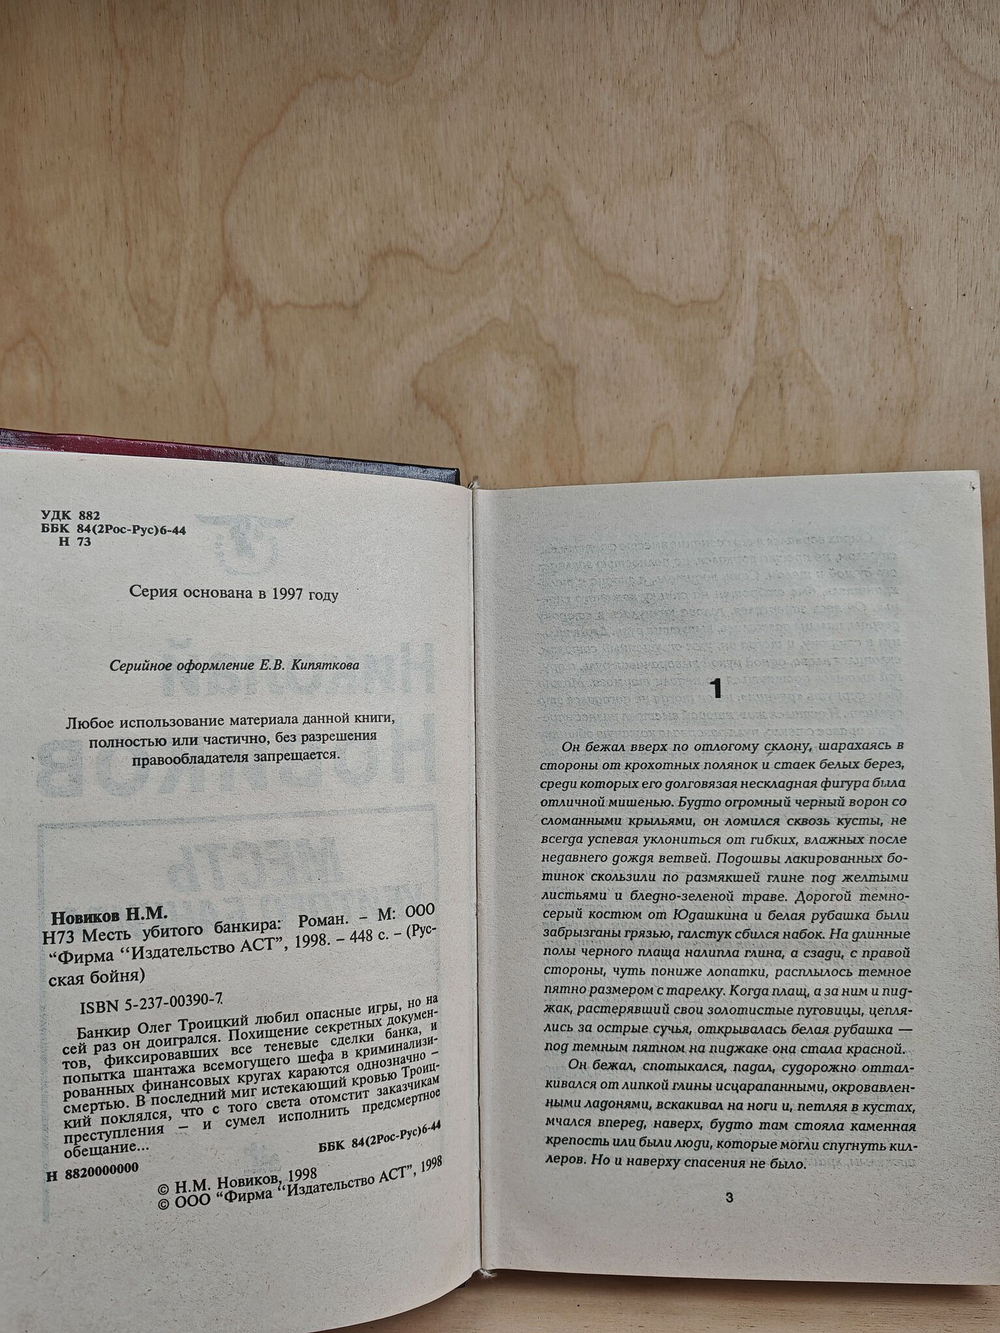 УДК 882
ББК 84(2Рос-Рус)6-44
Н 73
Серия основана в 1997 году
Серийное оформление Е.В. Кипяткова
Любое использование материала данной книги,
полностью или частично, без разрешения
правообладателя запрещается.
Новиков Н.М.
Н73 Месть убитого банкира: Роман. – М: ООО
“Фирма “Издательство АСТ”, 1998. – 448 с. – (Рус-
ская бойня)
ISBN 5-237-00390-7.
Банкир Олег Троицкий любил опасные игры, но на
сей раз он доигрался. Похищение секретных докумен-
тов, фиксировавших все теневые сделки банка, и
попытка шантажа всемогущего шефа в криминализи-
рованных финансовых кругах караются однозначно –
смертью. В последний миг истекающий кровью Троиц-
кий поклялся, что с того света отомстит заказчикам
преступления – и сумел исполнить предсмертное
обещание...
ББК 84(2Рос-Рус)6-44
Н 8820000000
© Н.М. Новиков, 1998
© ООО “Фирма “Издательство АСТ”, 1998
1
Он бежал вверх по отлогому склону, шарахаясь в
стороны от крохотных полянок и стаек белых берез,
среди которых его долговязая нескладная фигура была
отличной мишенью. Будто огромный черный ворон со
сломанными крыльями, он ломился сквозь кусты, не
всегда успевая уклониться от гибких, влажных после
недавнего дождя ветвей. Подошвы лакированных бо-
тинок скользили по размякшей глине под желтыми
листьями и бледно-зеленой траве. Дорогой темно-
серый костюм от Юдашкина и белая рубашка были
забрызганы грязью, галстук сбился набок. На длинные
полы черного плаща налипла глина, а сзади, с правой
стороны, чуть пониже лопатки, расплылось темное
пятно размером с тарелку. Когда плащ, а за ним и пид-
жак, растерявший свои золотистые пуговицы, цепля-
лись за острые сучья, открывалась белая рубашка —
под темным пятном на пиджаке она стала красной.
Он бежал, спотыкался, падал, судорожно оттал-
кивался от липкой глины исцарапанными, окровавлен-
ными ладонями, вскакивал на ноги и, петляя в кустах,
мчался вперед, наверх, будто там стояла каменная
крепость или были люди, которые могли спугнуть кил-
леров. Но и наверху спасения не было.
3